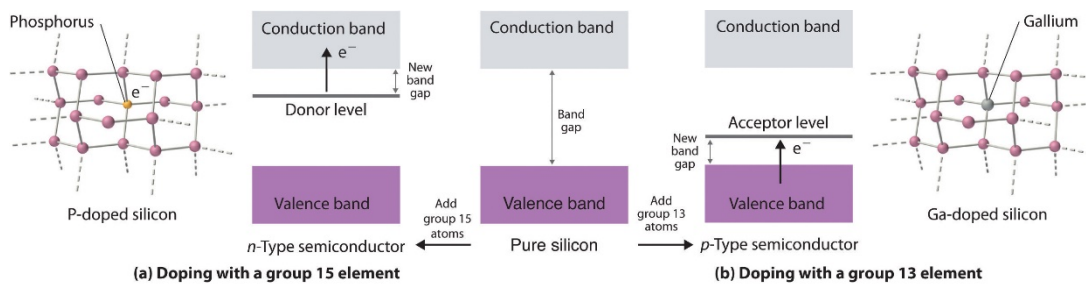 Phosphorus
e−
P-doped silicon
Conduction band
e−
New
band
gap
Donor level
Valence band
n-Type semiconductor
Add
group 15
atoms
Conduction band
Band
gap
Valence band
Pure silicon
Add
group 13
atoms
Conduction band
Acceptor level
New
band
gap
e−
Valence band
p-Type semiconductor
Gallium
Ga-doped silicon
(a) Doping with a group 15 element
(b) Doping with a group 13 element